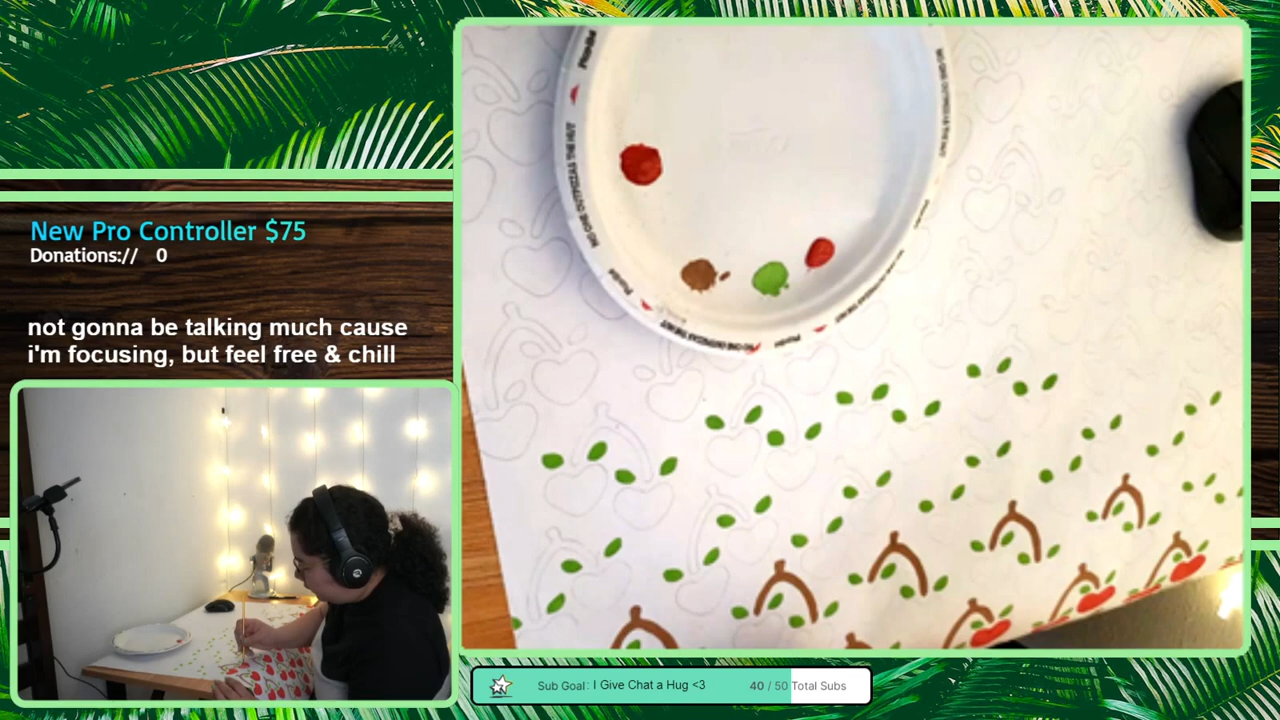 New Pro Controller $75
Donations:// 0
not gonna be talking much cause
i'm focusing, but feel free & chill
Sub Goal: I Give Chat a Hug <3
40 / 50 Total Subs